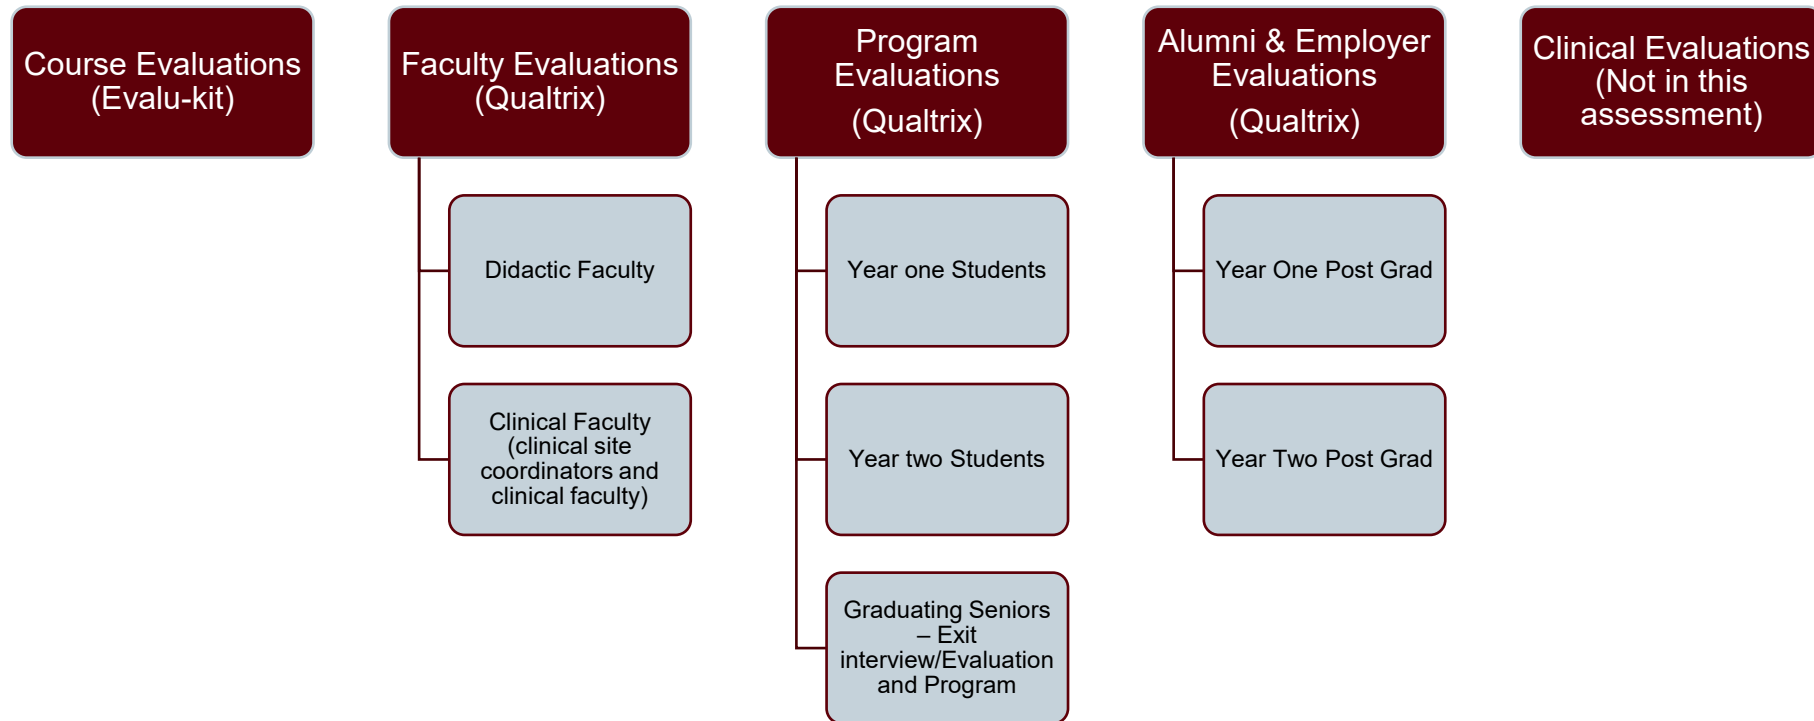 Course Evaluations
(Evalu-kit)
Faculty Evaluations
(Qualtrix)
Didactic Faculty
Clinical Faculty
(clinical site
coordinators and
clinical faculty)
Program
Evaluations
(Qualtrix)
Year one Students
Year two Students
Graduating Seniors
– Exit
interview/Evaluation
and Program
Alumni & Employer
Evaluations
(Qualtrix)
Year One Post Grad
Year Two Post Grad
Clinical Evaluations
(Not in this
assessment)